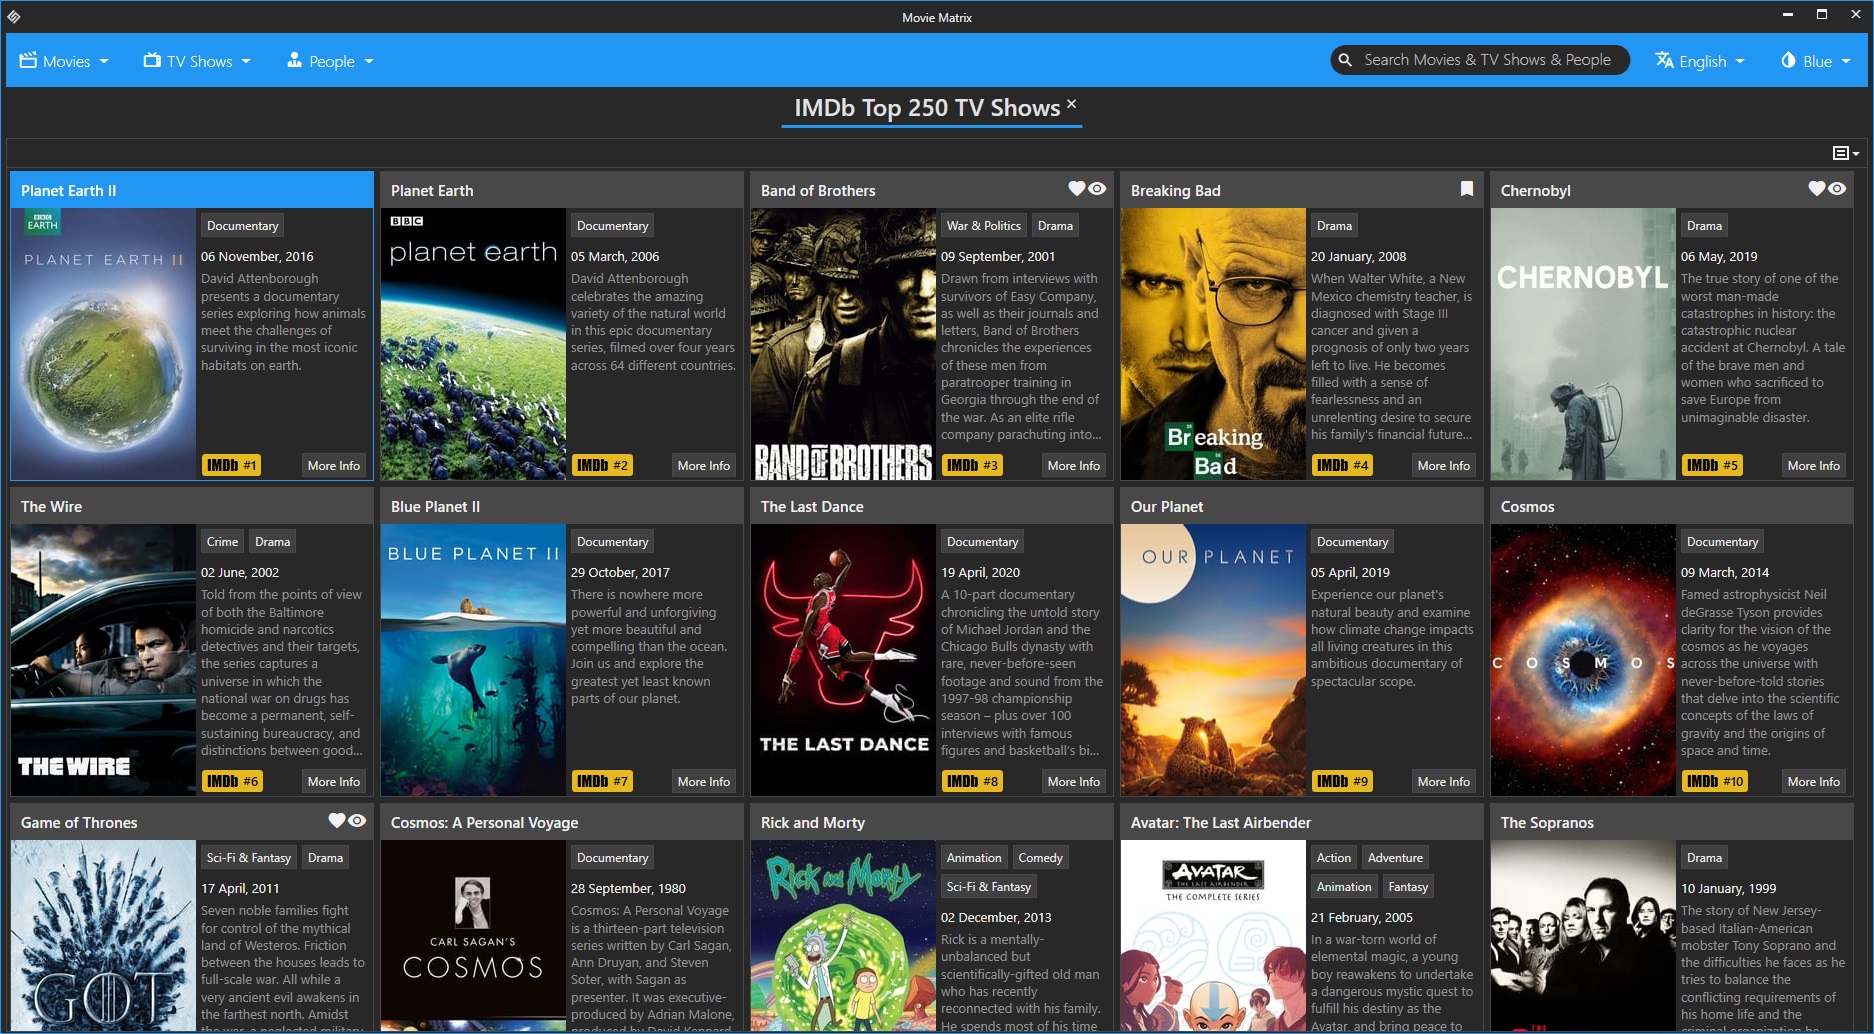 Movie Matrix
Movies
TV Shows
People
Search Movies & TV Shows & People
English
Blue
IMDb Top 250 TV Shows
Planet Earth II
BBC
EARTH
PLANET EARTH II
Documentary
06 November, 2016
David Attenborough
presents a documentary
series exploring how animals
meet the challenges of
surviving in the most iconic
habitats on earth.
IMDb #1
More Info
Planet Earth
BBC
planet earth
Documentary
05 March, 2006
David Attenborough
celebrates the amazing
variety of the natural world
in this epic documentary
series, filmed over four years
across 64 different countries.
IMDb #2
More Info
Band of Brothers
BAND OF BROTHERS
War & Politics Drama
09 September, 2001
Drawn from interviews with
survivors of Easy Company,
as well as their journals and
letters, Band of Brothers
chronicles the experiences
of these men from
paratrooper training in
Georgia through the end of
the war. As an elite rifle
company parachuting into...
IMDb #3
More Info
Breaking Bad
Breaking
Bad
Drama
20 January, 2008
When Walter White, a New
Mexico chemistry teacher, is
diagnosed with Stage III
cancer and given a
prognosis of only two years
left to live. He becomes
filled with a sense of
fearlessness and an
unrelenting desire to secure
his family's financial future...
IMDb #4
More Info
Chernobyl
CHERNOBYL
Drama
06 May, 2019
The true story of one of the
worst man-made
catastrophes in history: the
catastrophic nuclear
accident at Chernobyl. A tale
of the brave men and
women who sacrificed to
save Europe from
unimaginable disaster.
IMDb #5
More Info
The Wire
THE WIRE
Crime Drama
02 June, 2002
Told from the points of view
of both the Baltimore
homicide and narcotics
detectives and their targets,
the series captures a
universe in which the
national war on drugs has
become a permanent, self-
sustaining bureaucracy, and
distinctions between good...
IMDb #6
More Info
Blue Planet II
BLUE PLANET II
Documentary
29 October, 2017
There is nowhere more
powerful and unforgiving
yet more beautiful and
compelling than the ocean.
Join us and explore the
greatest yet least known
parts of our planet.
IMDb #7
More Info
The Last Dance
THE LAST DANCE
Documentary
19 April, 2020
A 10-part documentary
chronicling the untold story
of Michael Jordan and the
Chicago Bulls dynasty with
rare, never-before-seen
footage and sound from the
1997-98 championship
season – plus over 100
interviews with famous
figures and basketball's bi...
IMDb #8
More Info
Our Planet
OUR PLANET
Documentary
05 April, 2019
Experience our planet's
natural beauty and examine
how climate change impacts
all living creatures in this
ambitious documentary of
spectacular scope.
IMDb #9
More Info
Cosmos
COSMOS
Documentary
09 March, 2014
Famed astrophysicist Neil
deGrasse Tyson provides
clarity for the vision of the
cosmos as he voyages
across the universe with
never-before-told stories
that delve into the scientific
concepts of the laws of
gravity and the origins of
space and time.
IMDb #10
More Info
Game of Thrones
GOT
Sci-Fi & Fantasy Drama
17 April, 2011
Seven noble families fight
for control of the mythical
land of Westeros. Friction
between the houses leads to
full-scale war. All while a
very ancient evil awakens in
the farthest north. Amidst
the war, a neglected military
Cosmos: A Personal Voyage
CARL SAGAN'S
COSMOS
Documentary
28 September, 1980
Cosmos: A Personal Voyage
is a thirteen-part television
series written by Carl Sagan,
Ann Druyan, and Steven
Soter, with Sagan as
presenter. It was executive-
produced by Adrian Malone,
produced by David Kennard,
Rick and Morty
Rick and Morty
Animation Comedy
Sci-Fi & Fantasy
02 December, 2013
Rick is a mentally-
unbalanced but
scientifically-gifted old man
who has recently
reconnected with his family.
He spends most of his time
Avatar: The Last Airbender
AVATAR
THE LAST AIRBENDER
THE COMPLETE SERIES
Action Adventure
Animation Fantasy
21 February, 2005
In a war-torn world of
elemental magic, a young
boy reawakens to undertake
a dangerous mystic quest to
fulfill his destiny as the
Avatar, and bring peace to
The Sopranos
Drama
10 January, 1999
The story of New Jersey-
based Italian-American
mobster Tony Soprano and
the difficulties he faces as he
tries to balance the
conflicting requirements of
his home life and the
criminal organization he